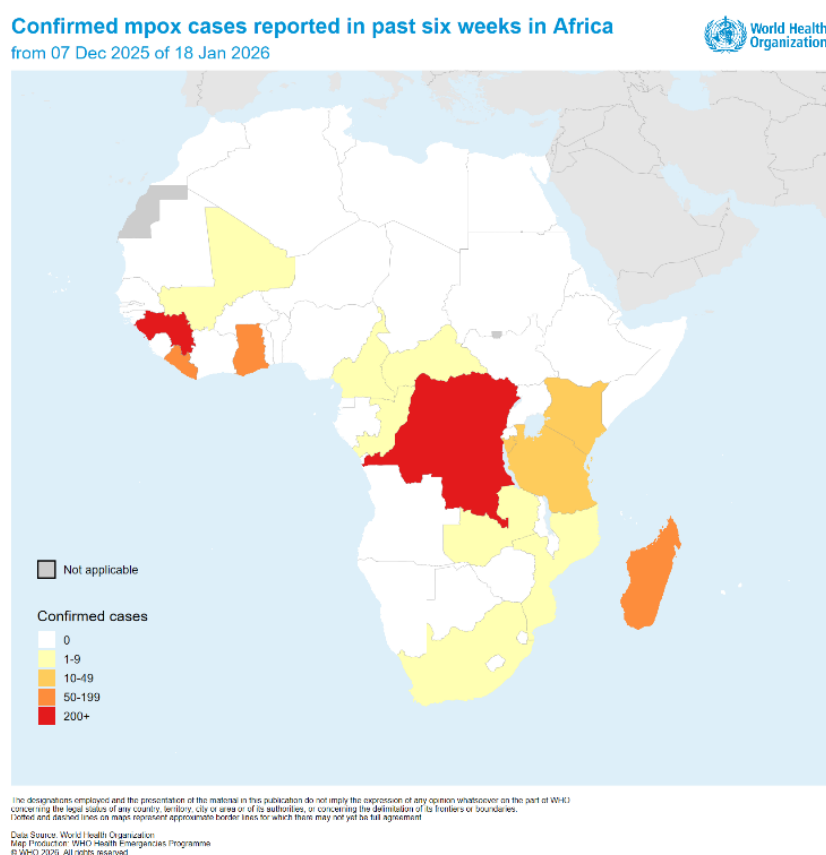 Confirmed mpox cases reported in past six weeks in Africa
from 07 Dec 2025 of 18 Jan 2026
World Health
Organization
Not applicable
Confirmed cases
0
1-9
10-49
50-199
200+
The designations employed and the presentation of the material in this publication do not imply the expression of any opinion whatsoever on the part of WHO
concerning the legal status of any country, territory, city or area or of its authorities, or concerning the delimitation of its frontiers or boundaries.
Dotted and dashed lines on maps represent approximate border lines for which there may not yet be full agreement
Data Source: World Health Organization
Map Production: WHO Health Emergencies Programme
© WHO 2026. All rights reserved